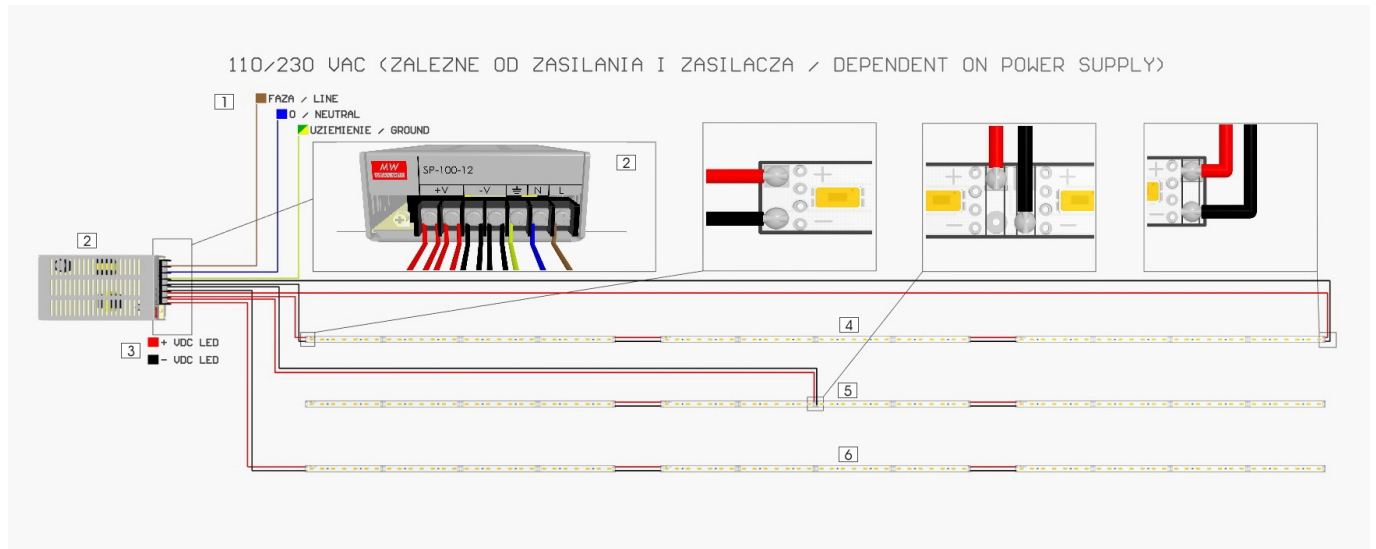 110/230 VAC (ZALEZNE OD ZASILANIA I ZASILACZA / DEPENDENT ON POWER SUPPLY)
1
FAZA / LINE
0 / NEUTRAL
UZIEMIENIE / GROUND
2
MW
SP-100-12
+V -V N L
+
-
+ +
- -
+
-
2
3
+ VDC LED
- VDC LED
4
5
6